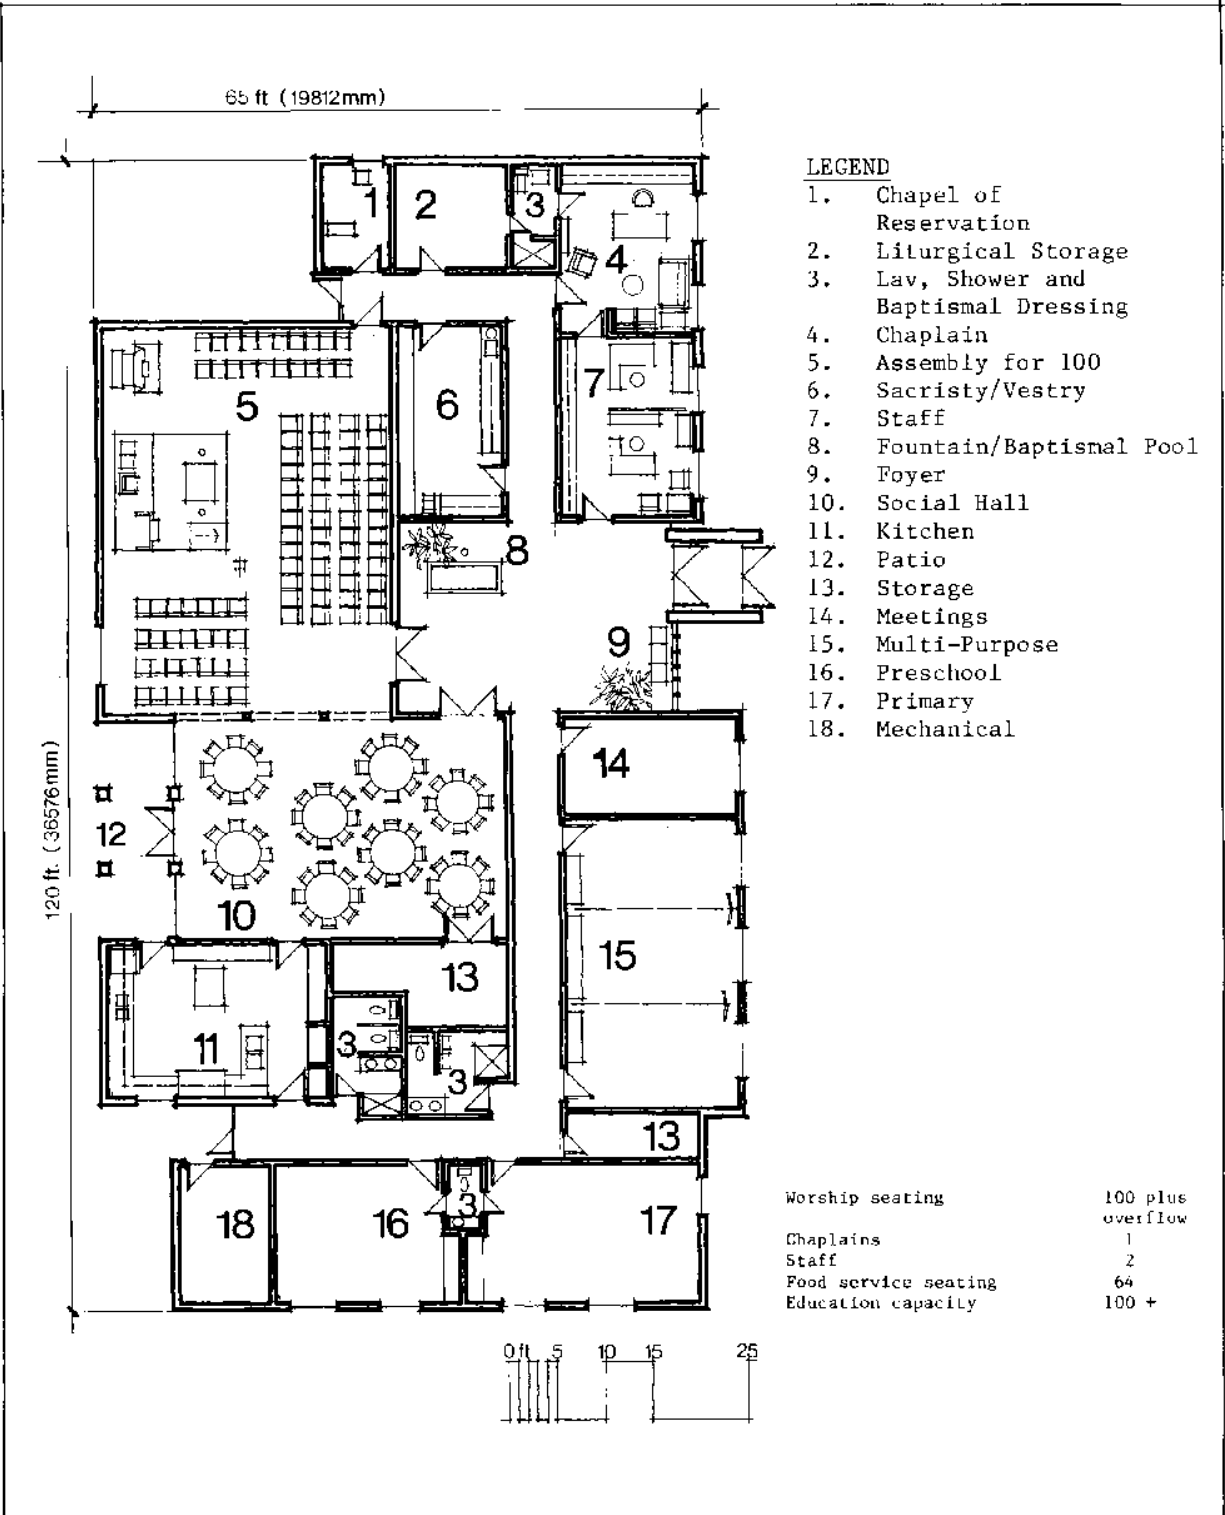 65 ft (19812mm)
120 ft. (36576mm)
1
2
3
4
5
6
7
8
9
10
11
12
13
14
15
3
3
13
16
3
17
18
LEGEND
1. Chapel of
Reservation
2. Liturgical Storage
3. Lav, Shower and
Baptismal Dressing
4. Chaplain
5. Assembly for 100
6. Sacristy/Vestry
7. Staff
8. Fountain/Baptismal Pool
9. Foyer
10. Social Hall
11. Kitchen
12. Patio
13. Storage
14. Meetings
15. Multi-Purpose
16. Preschool
17. Primary
18. Mechanical
Worship seating 100 plus
overflow
Chaplains 1
Staff 2
Food service seating 64
Education capacity 100 +
0 ft 5 10 15 25